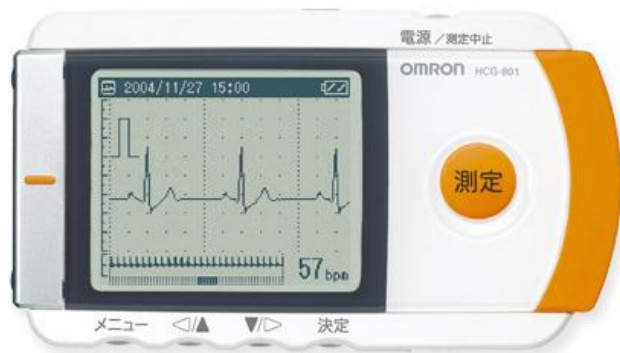 電源／測定中止
OMRON HCG-801
2004/11/27 15:00
測定
57 bpm
メニュー ◁/▲ ▼/▷ 決定